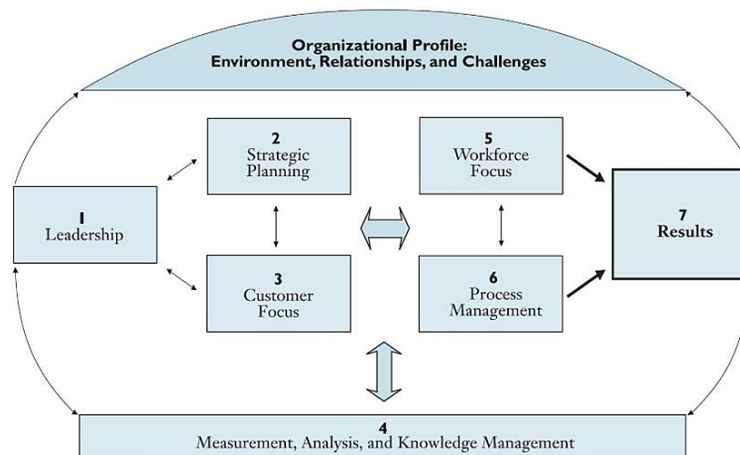 Organizational Profile:
Environment, Relationships, and Challenges
2
Strategic
Planning
5
Workforce
Focus
1
Leadership
7
Results
3
Customer
Focus
6
Process
Management
4
Measurement, Analysis, and Knowledge Management